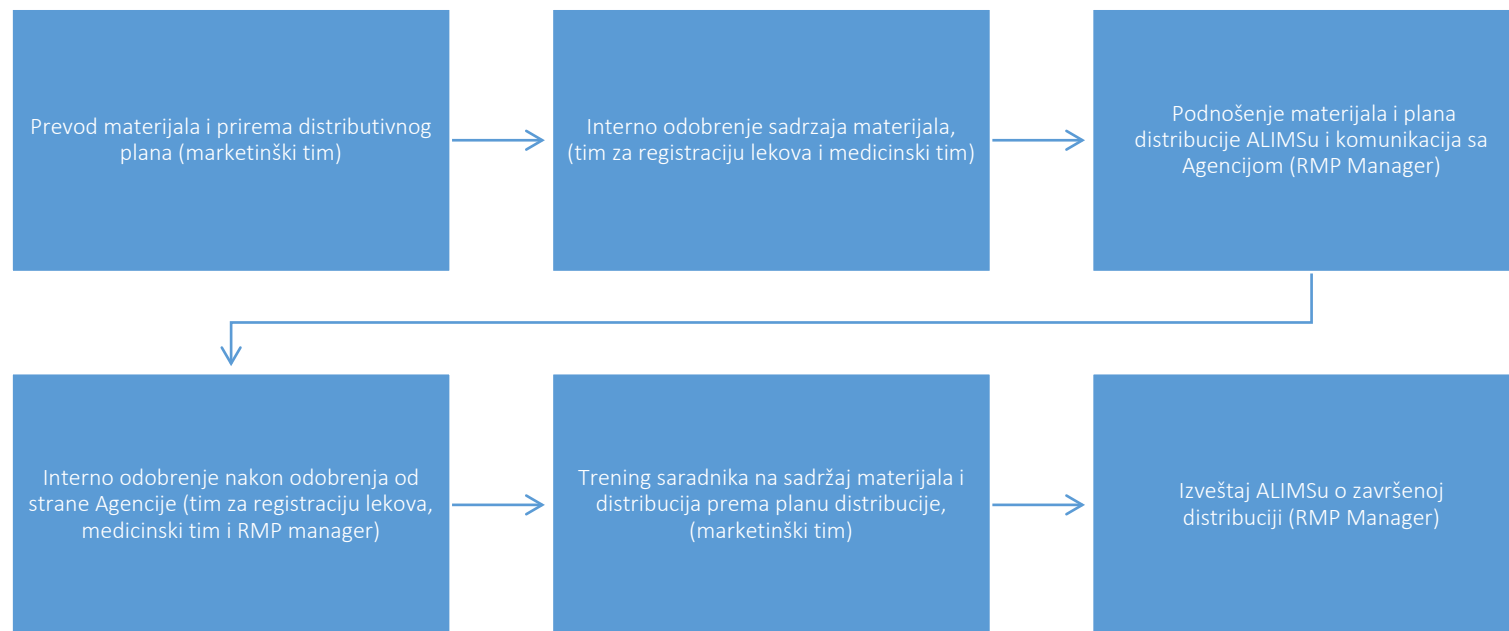 Prevod materijala i prirema distributivnog
plana (marketinški tim)
Interno odobrenje sadrzaja materijala,
(tim za registraciju lekova i medicinski tim)
Podnošenje materijala i plana
distribucije ALIMSu i komunikacija sa
Agencijom (RMP Manager)
Interno odobrenje nakon odobrenja od
strane Agencije (tim za registraciju lekova,
medicinski tim i RMP manager)
Trening saradnika na sadržaj materijala i
distribucija prema planu distribucije,
(marketinški tim)
Izveštaj ALIMSu o završenoj
distribuciji (RMP Manager)